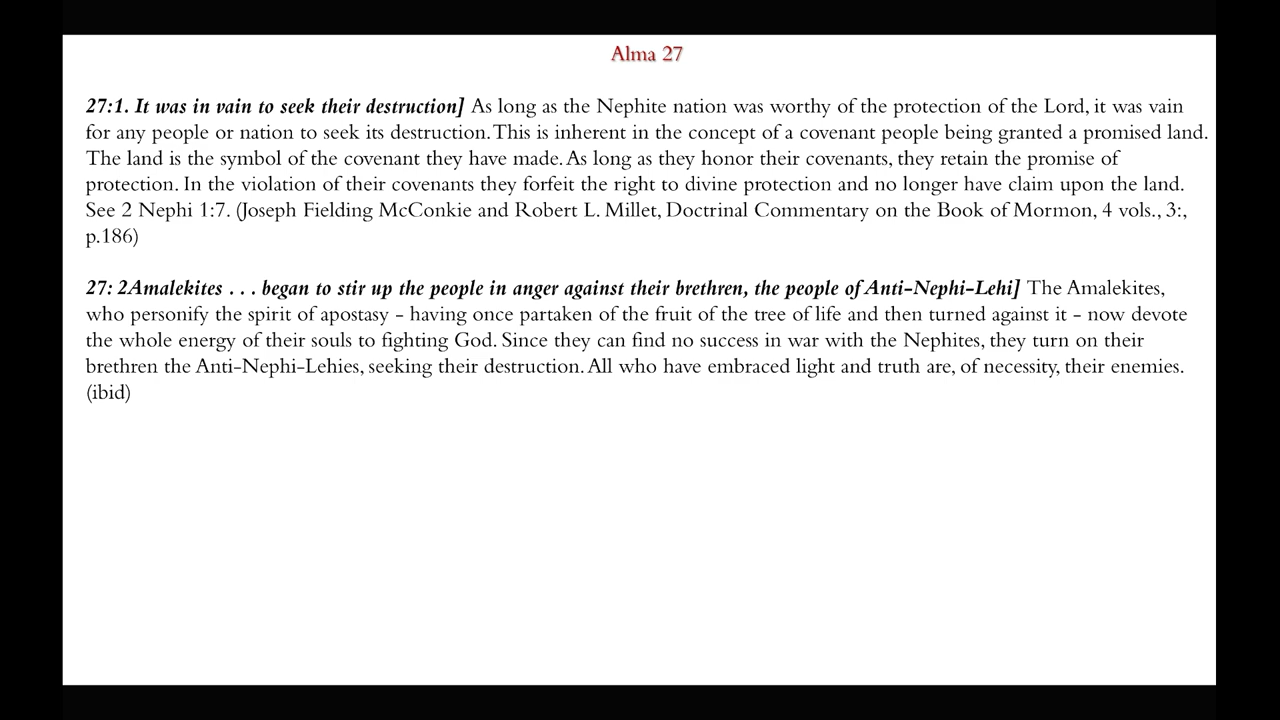 Alma 27
27:1. It was in vain to seek their destruction] As long as the Nephite nation was worthy of the protection of the Lord, it was vain
for any people or nation to seek its destruction. This is inherent in the concept of a covenant people being granted a promised land.
The land is the symbol of the covenant they have made. As long as they honor their covenants, they retain the promise of
protection. In the violation of their covenants they forfeit the right to divine protection and no longer have claim upon the land.
See 2 Nephi 1:7. (Joseph Fielding McConkie and Robert L. Millet, Doctrinal Commentary on the Book of Mormon, 4 vols., 3:,
p.186)
27: 2Amalekites . . . began to stir up the people in anger against their brethren, the people of Anti-Nephi-Lehi] The Amalekites,
who personify the spirit of apostasy - having once partaken of the fruit of the tree of life and then turned against it - now devote
the whole energy of their souls to fighting God. Since they can find no success in war with the Nephites, they turn on their
brethren the Anti-Nephi-Lehies, seeking their destruction. All who have embraced light and truth are, of necessity, their enemies.
(ibid)